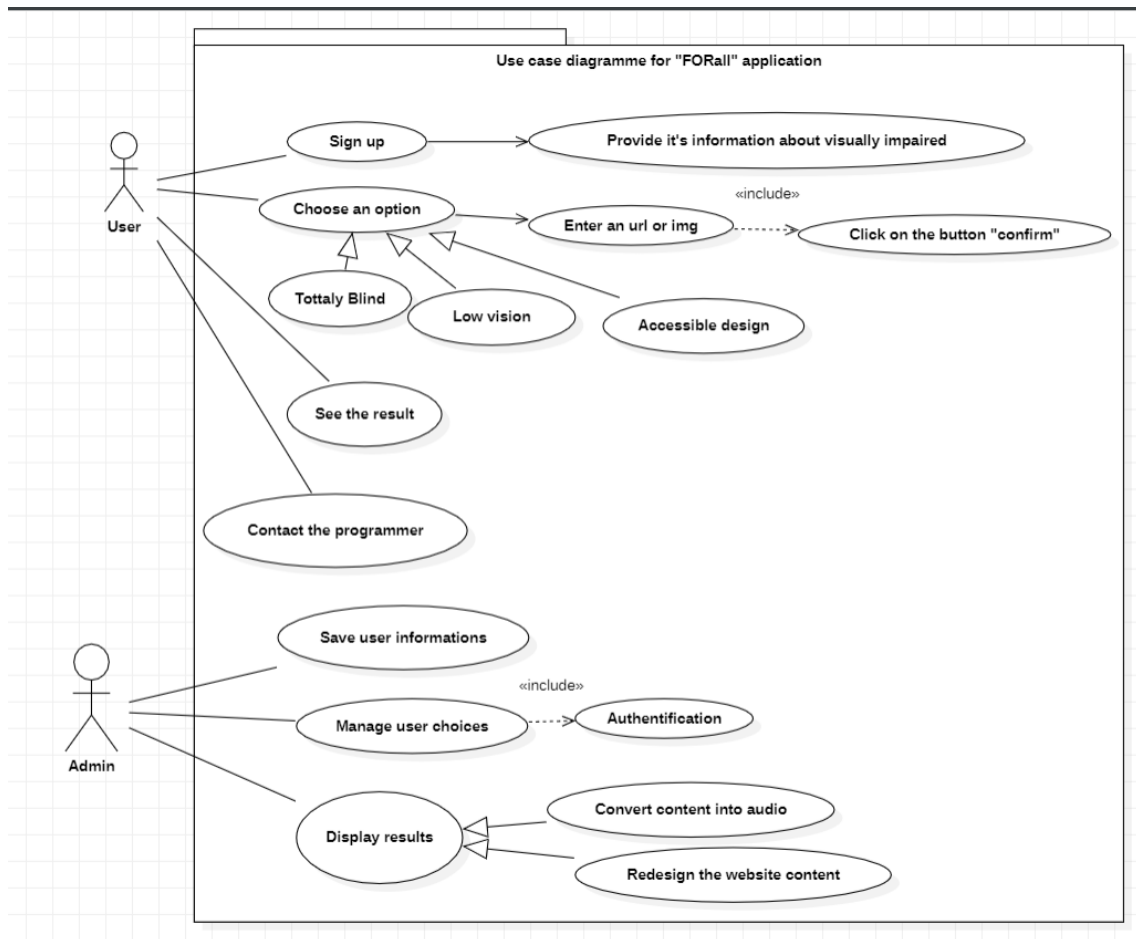 Use case diagramme for "FORall" application
Sign up
Provide it's information about visually impaired
User
Choose an option
«include»
Enter an url or img
Click on the button "confirm"
Tottaly Blind
Low vision
Accessible design
See the result
Contact the programmer
Save user informations
Admin
«include»
Manage user choices
Authentification
Display results
Convert content into audio
Redesign the website content